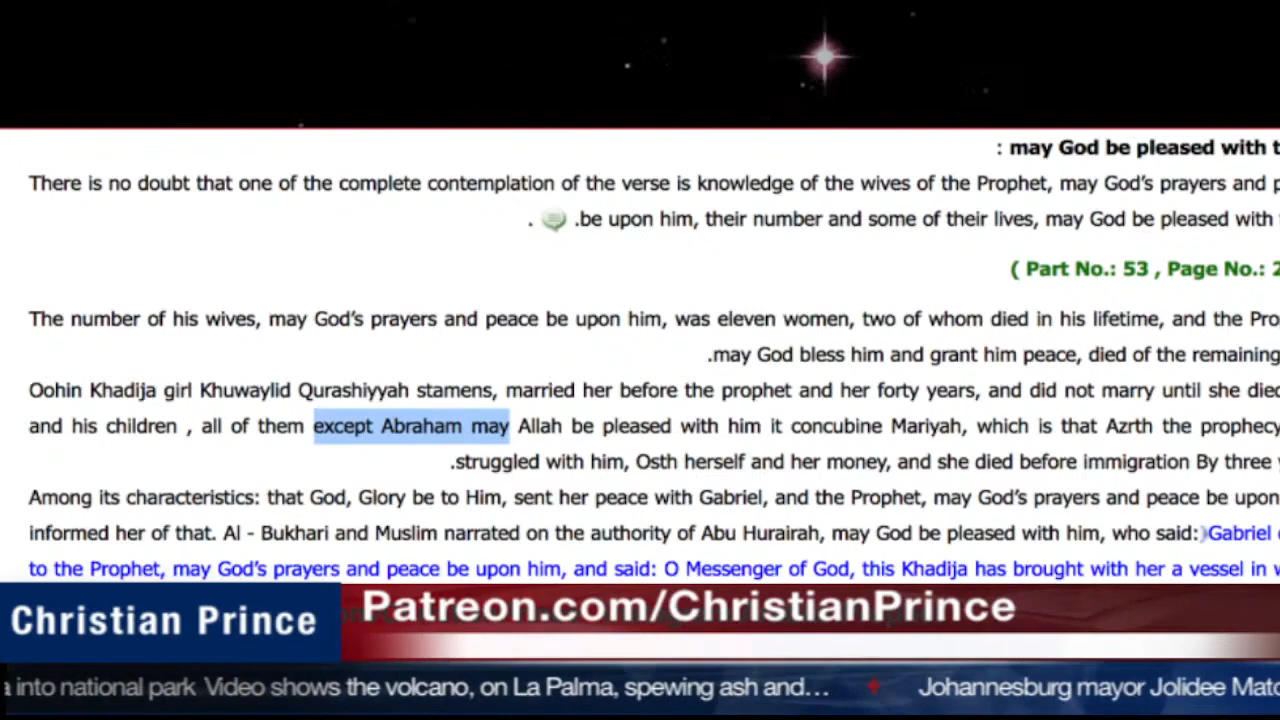 : may God be pleased with t
There is no doubt that one of the complete contemplation of the verse is knowledge of the wives of the Prophet, may God's prayers and p
. .be upon him, their number and some of their lives, may God be pleased with
( Part No.: 53 , Page No.: 2
The number of his wives, may God's prayers and peace be upon him, was eleven women, two of whom died in his lifetime, and the Pro
.may God bless him and grant him peace, died of the remaining
Oohin Khadija girl Khuwaylid Qurashiyyah stamens, married her before the prophet and her forty years, and did not marry until she died
and his children , all of them except Abraham may Allah be pleased with him it concubine Mariyah, which is that Azrth the prophecy
.struggled with him, Osth herself and her money, and she died before immigration By three
Among its characteristics: that God, Glory be to Him, sent her peace with Gabriel, and the Prophet, may God's prayers and peace be upon
informed her of that. Al - Bukhari and Muslim narrated on the authority of Abu Hurairah, may God be pleased with him, who said:)Gabriel
to the Prophet, may God's prayers and peace be upon him, and said: O Messenger of God, this Khadija has brought with her a vessel in
Christian Prince
Patreon.com/ChristianPrince
a into national park Video shows the volcano, on La Palma, spewing ash and... Johannesburg mayor Jolidee Mat